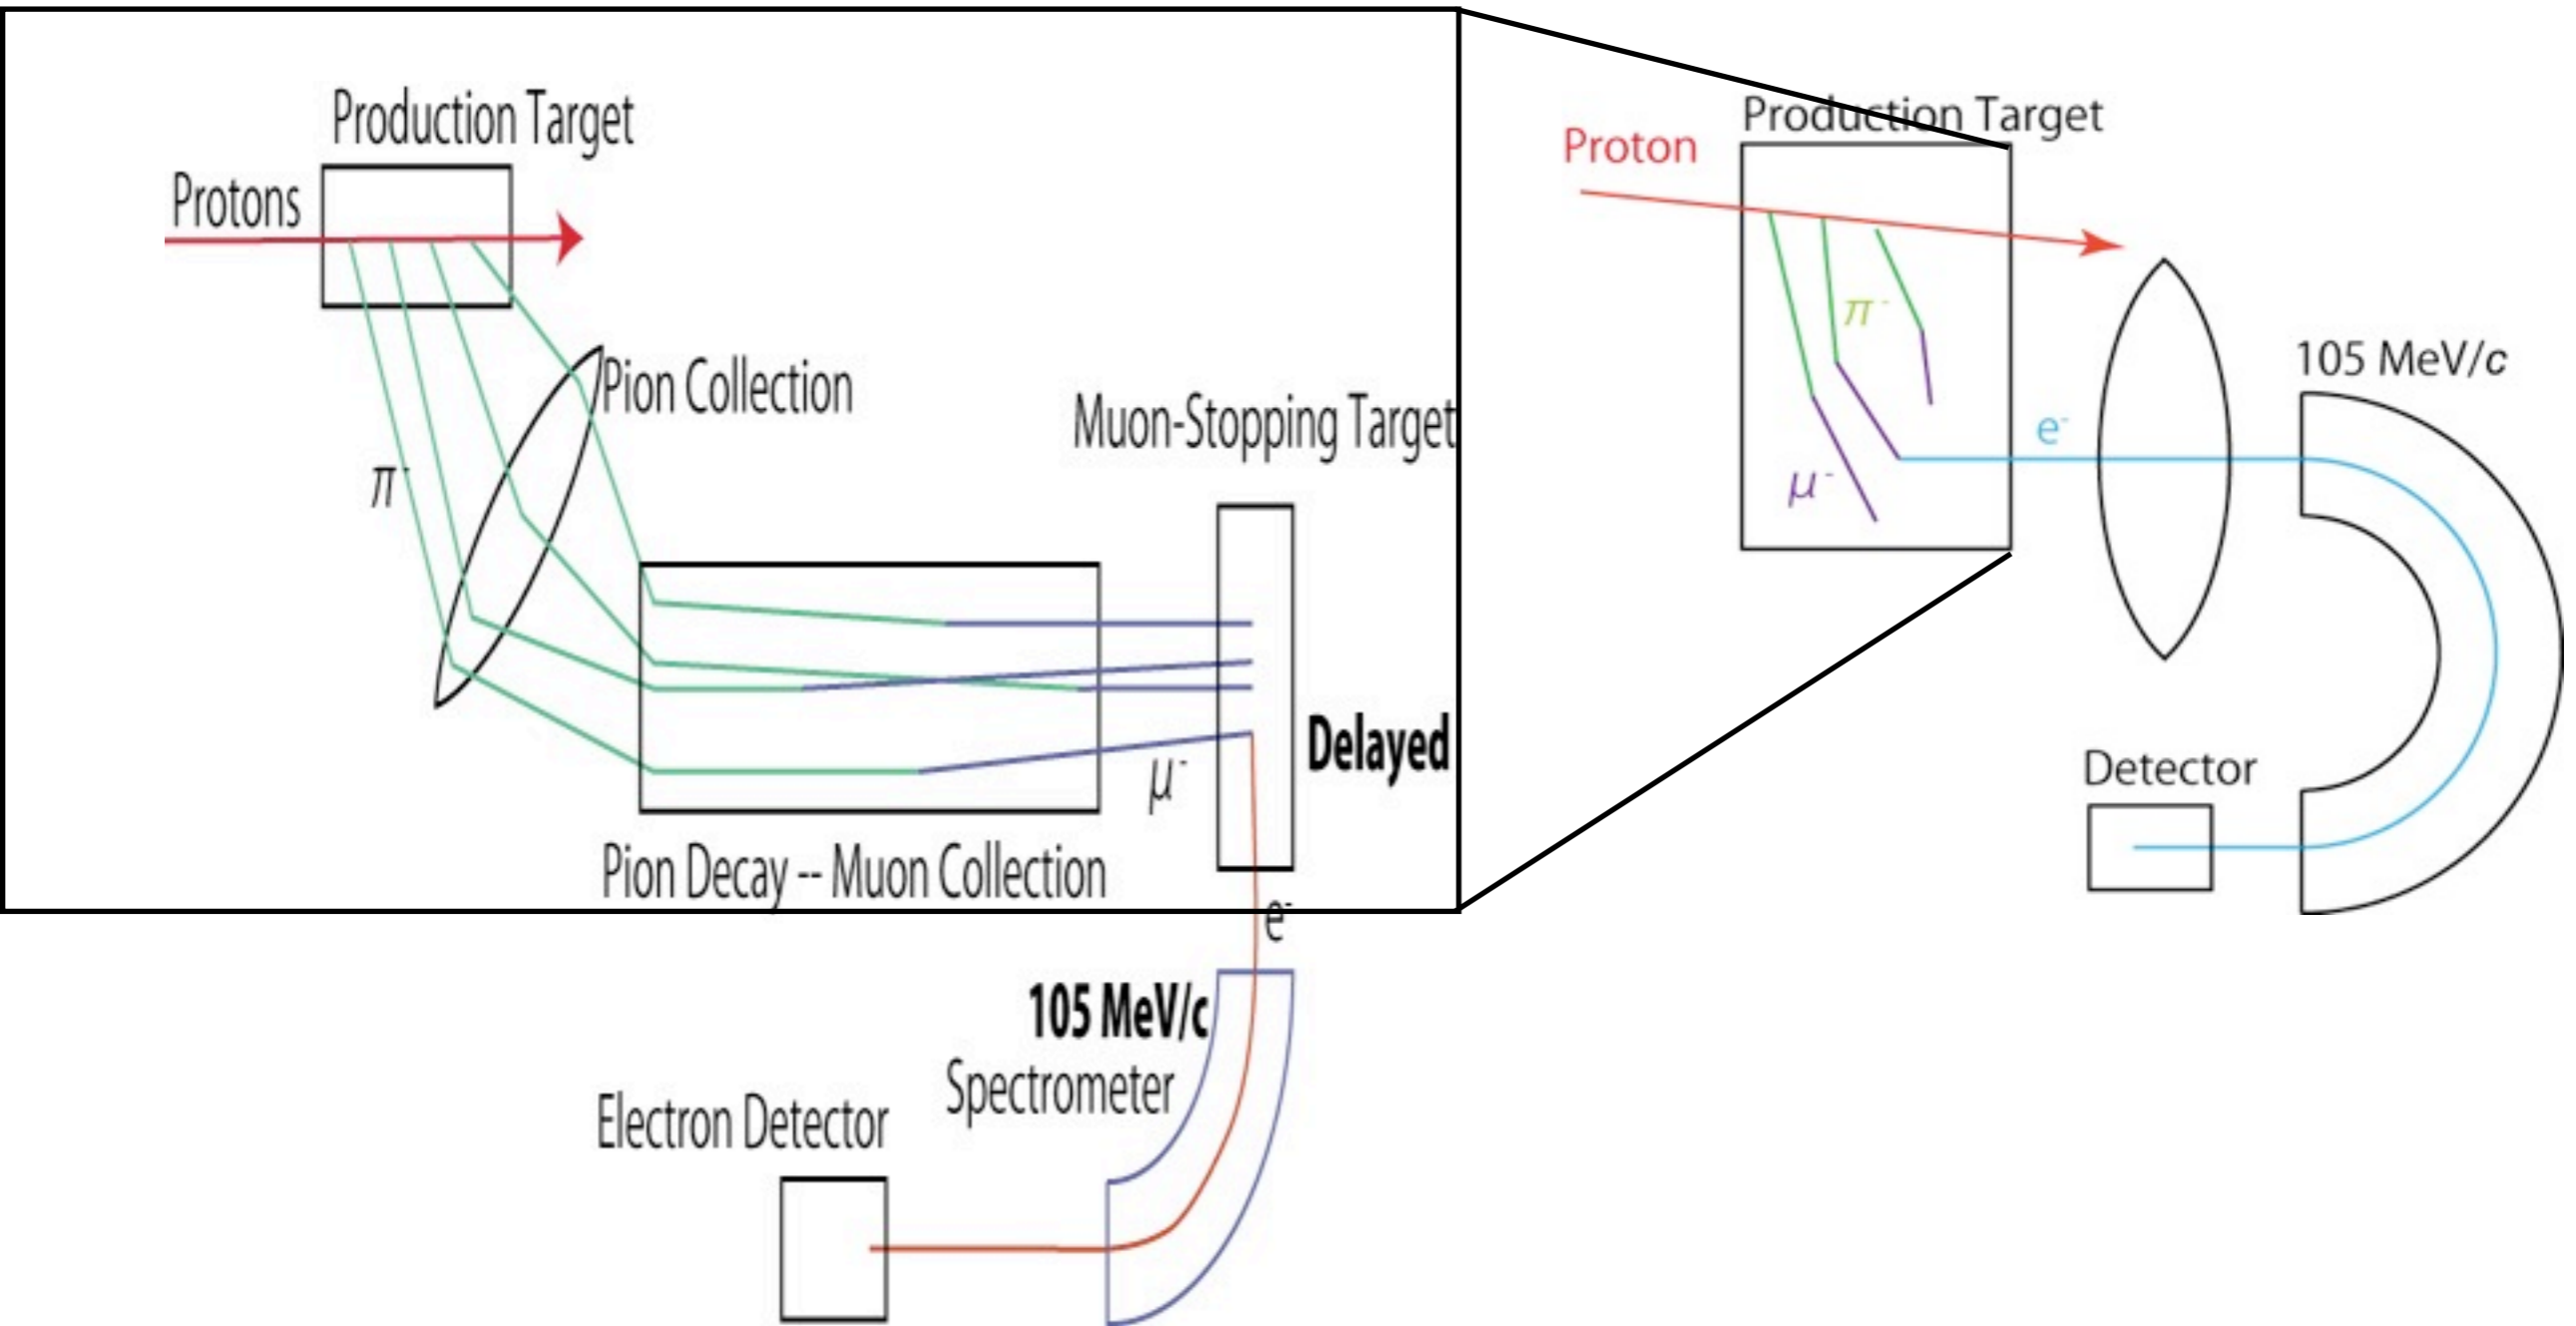 Production Target
Protons
Pion Collection
π⁻
Muon-Stopping Target
Delayed
μ⁻
Pion Decay -- Muon Collection
e⁻
105 MeV/c
Spectrometer
Electron Detector
Production Target
Proton
π⁻
μ⁻
e⁻
105 MeV/c
Detector